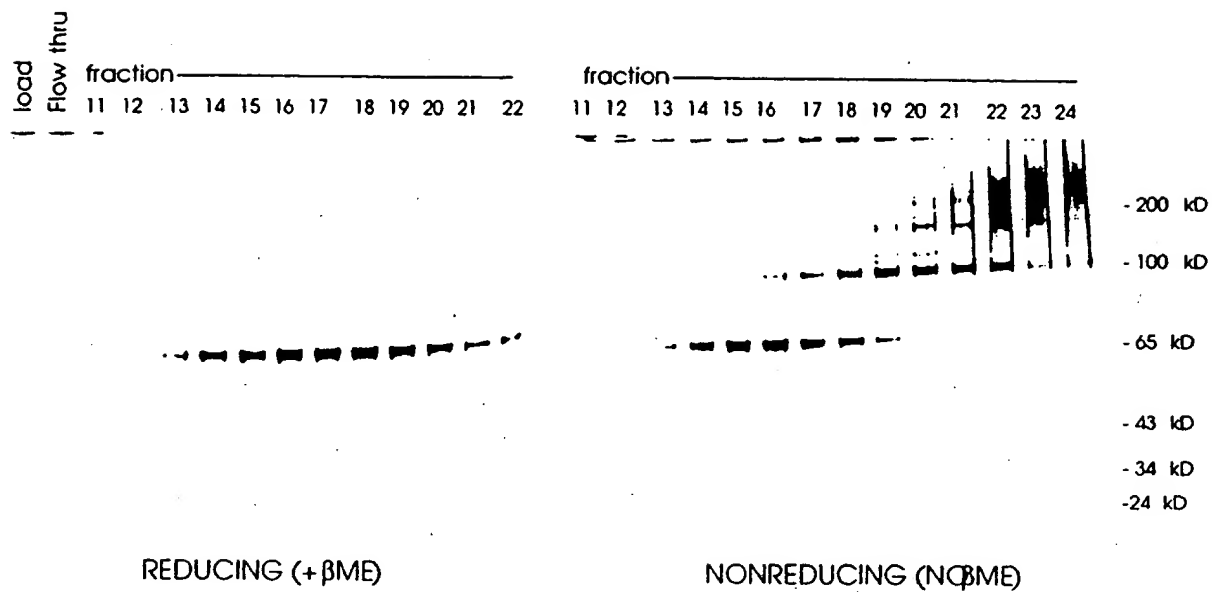 load
Flow thru
fraction
11 12 13 14 15 16 17 18 19 20 21 22
fraction
11 12 13 14 15 16 17 18 19 20 21 22 23 24
- 200 kD
- 100 kD
- 65 kD
- 43 kD
- 34 kD
-24 kD
REDUCING (+βME)
NONREDUCING (NOβME)